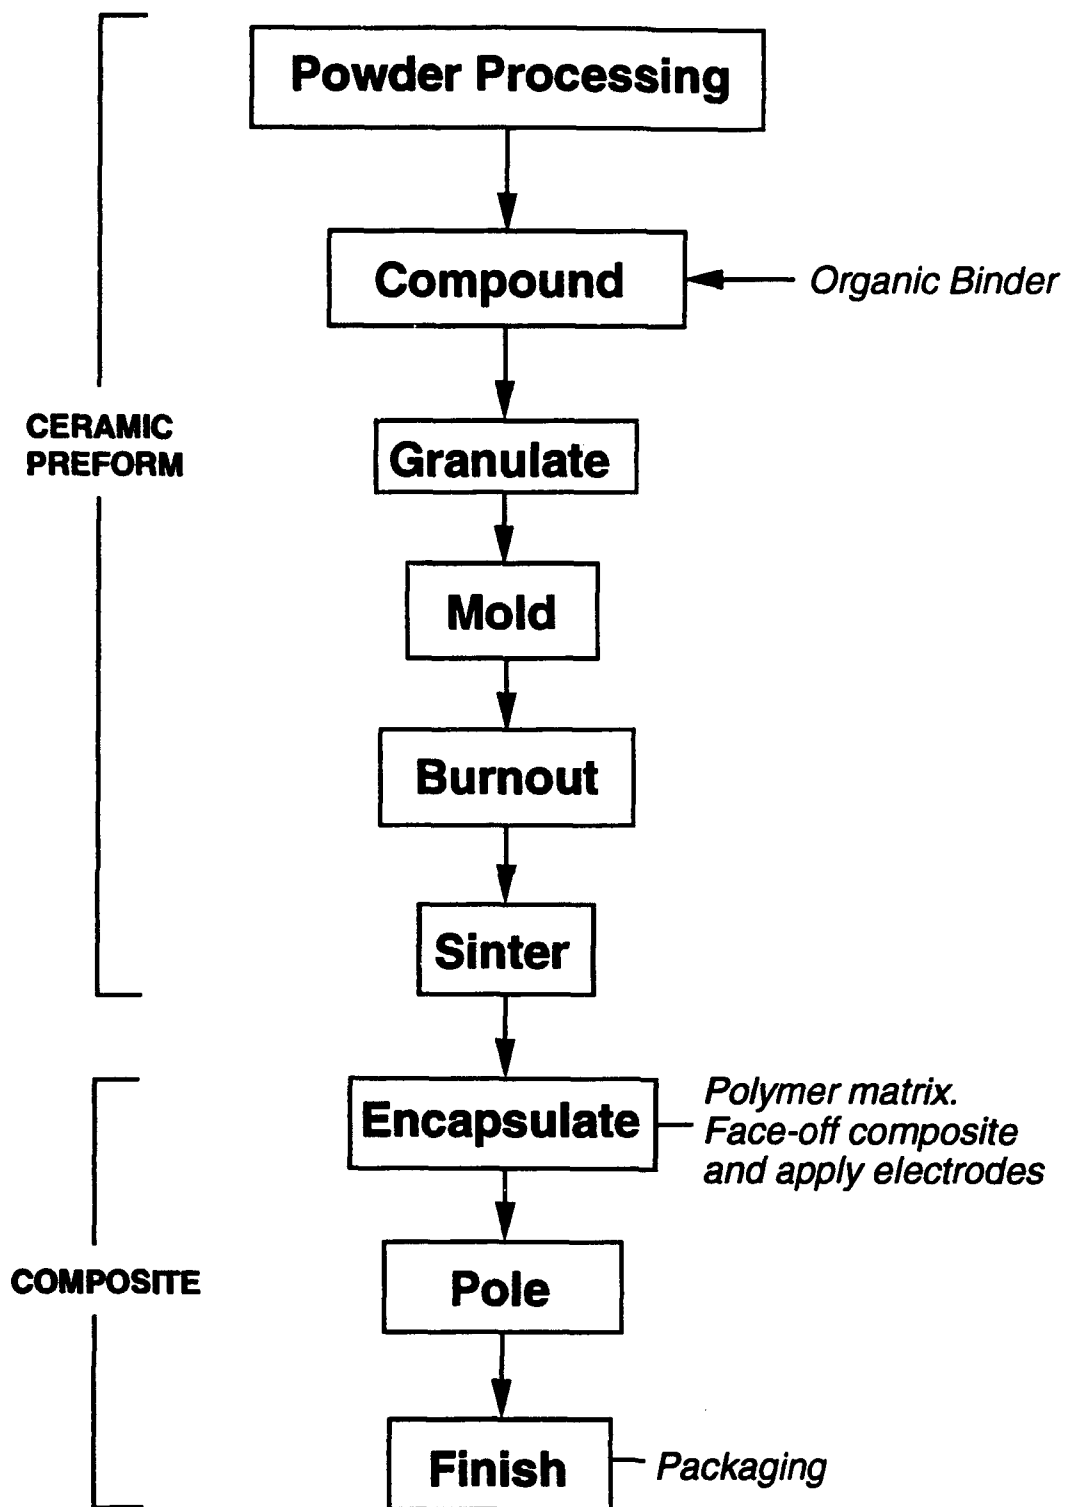 Powder Processing
Compound
Organic Binder
CERAMIC
PREFORM
Granulate
Mold
Burnout
Sinter
Encapsulate
Polymer matrix.
Face-off composite
and apply electrodes
COMPOSITE
Pole
Finish
Packaging